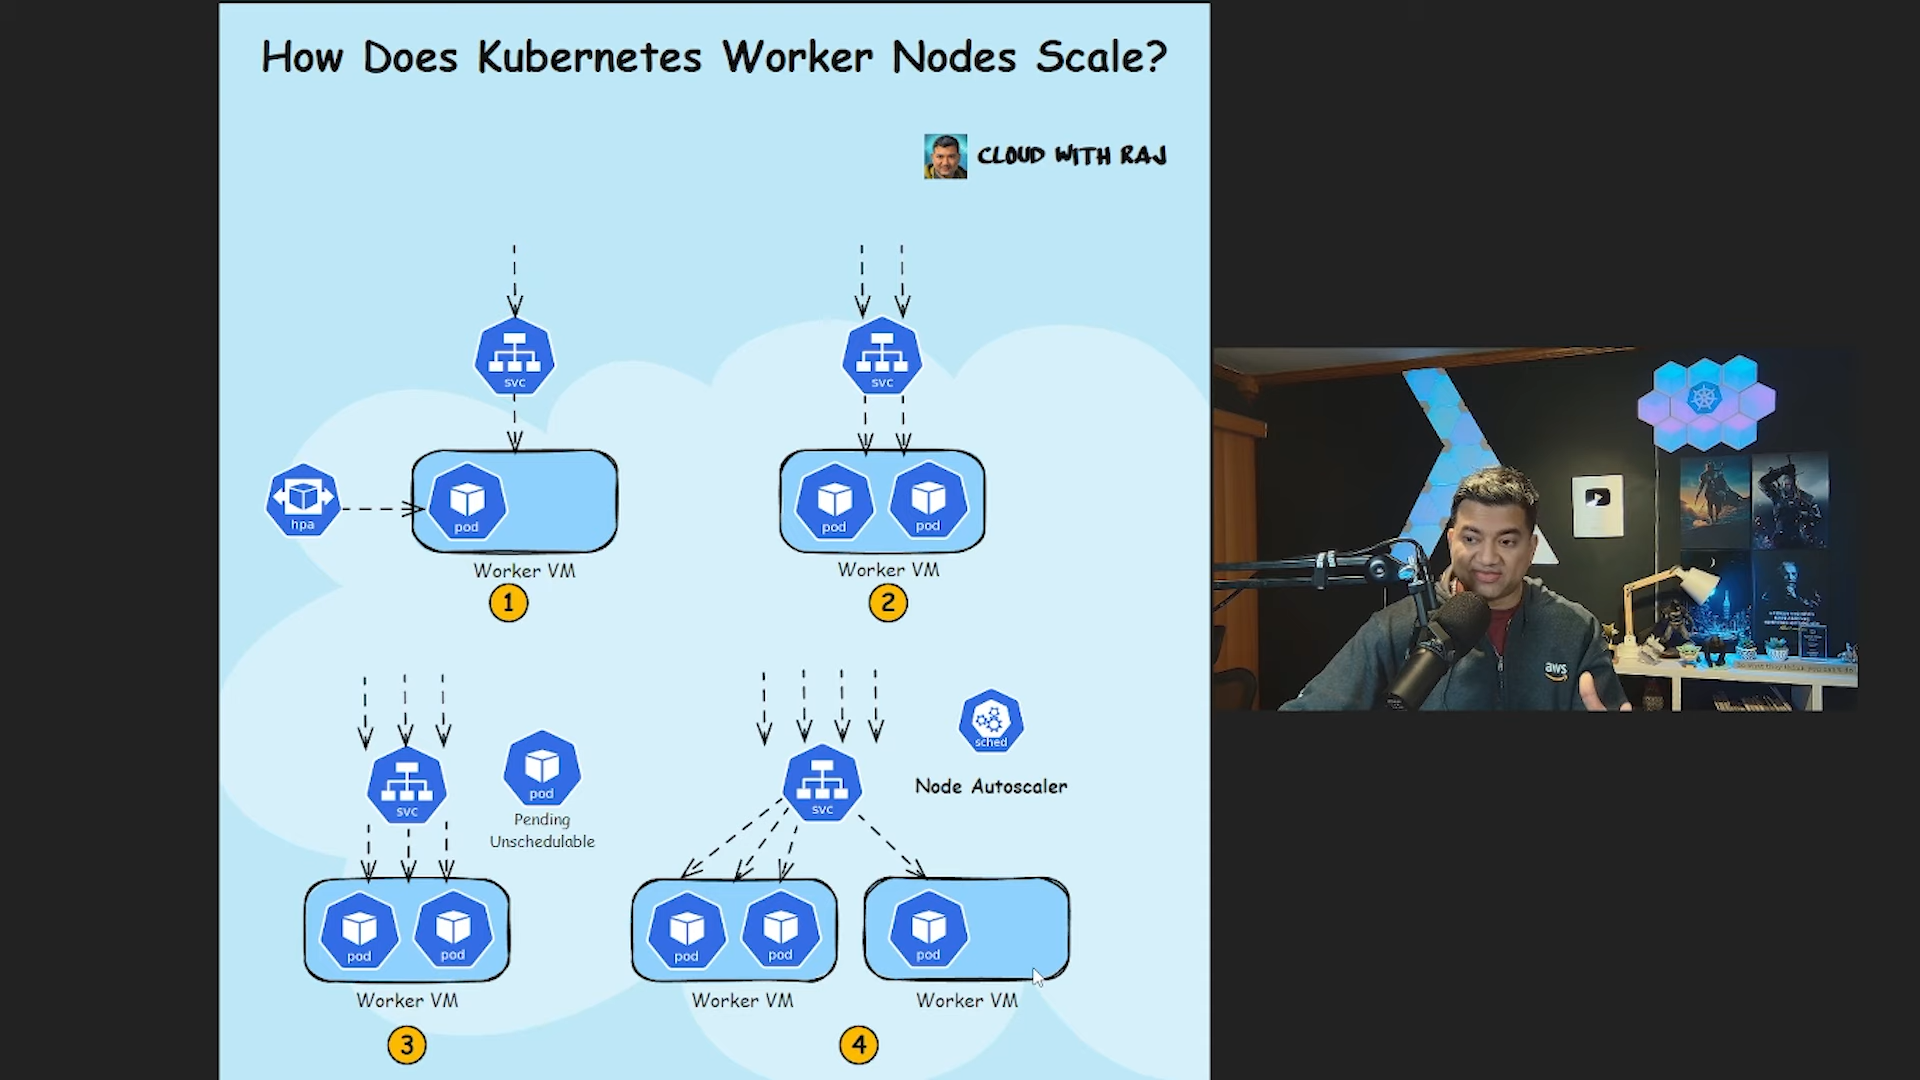 How Does Kubernetes Worker Nodes Scale?
CLOUD WITH RAJ
svc
svc
hpa
pod
pod
pod
Worker VM
Worker VM
1
2
sched
pod
svc
svc
Node Autoscaler
Pending
Unschedulable
pod
pod
pod
pod
pod
Worker VM
Worker VM
Worker VM
3
4
aws